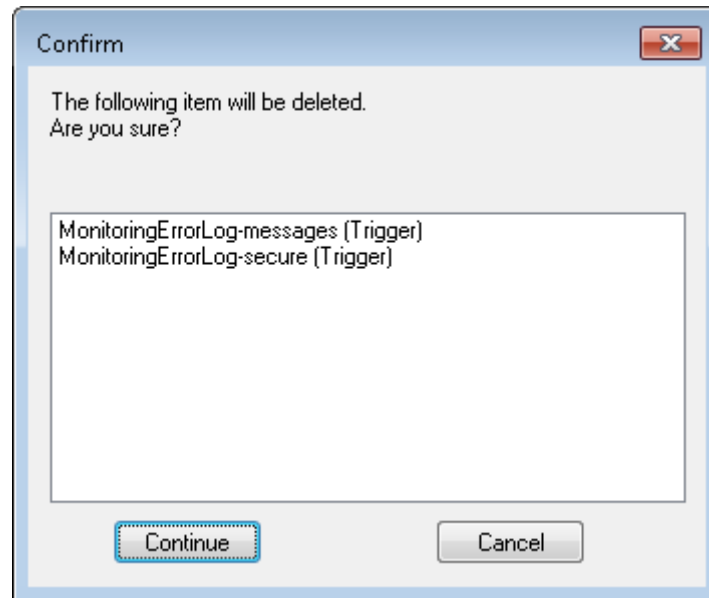 Confirm
The following item will be deleted.
Are you sure?
MonitoringErrorLog-messages (Trigger)
MonitoringErrorLog-secure (Trigger)
Continue
Cancel